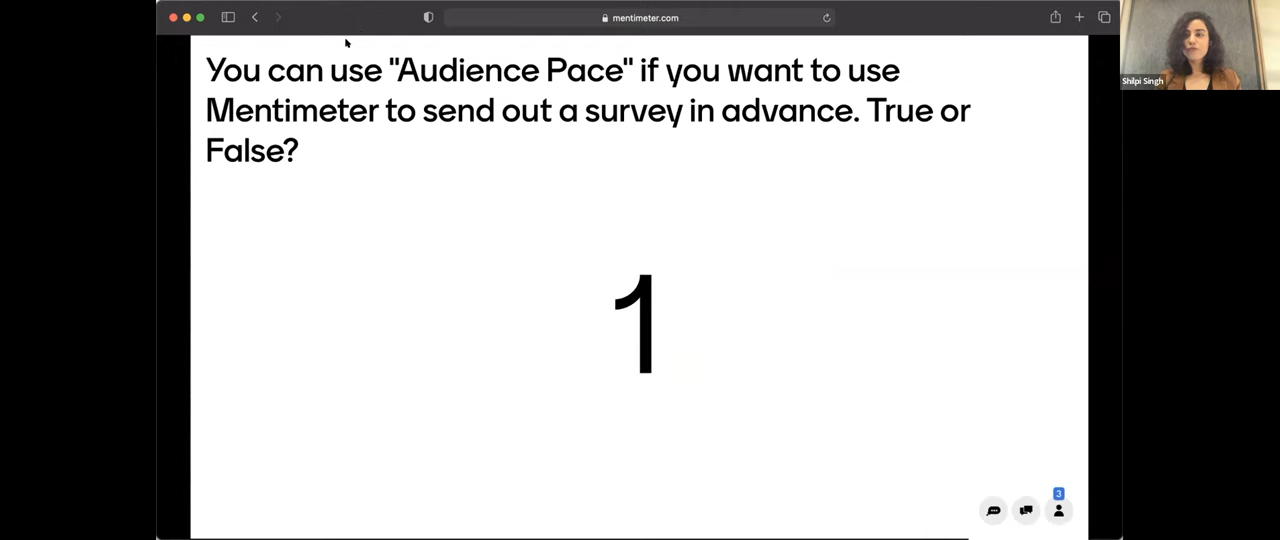 mentimeter.com
You can use "Audience Pace" if you want to use
Mentimeter to send out a survey in advance. True or
False?
Shilpi Singh
1
3